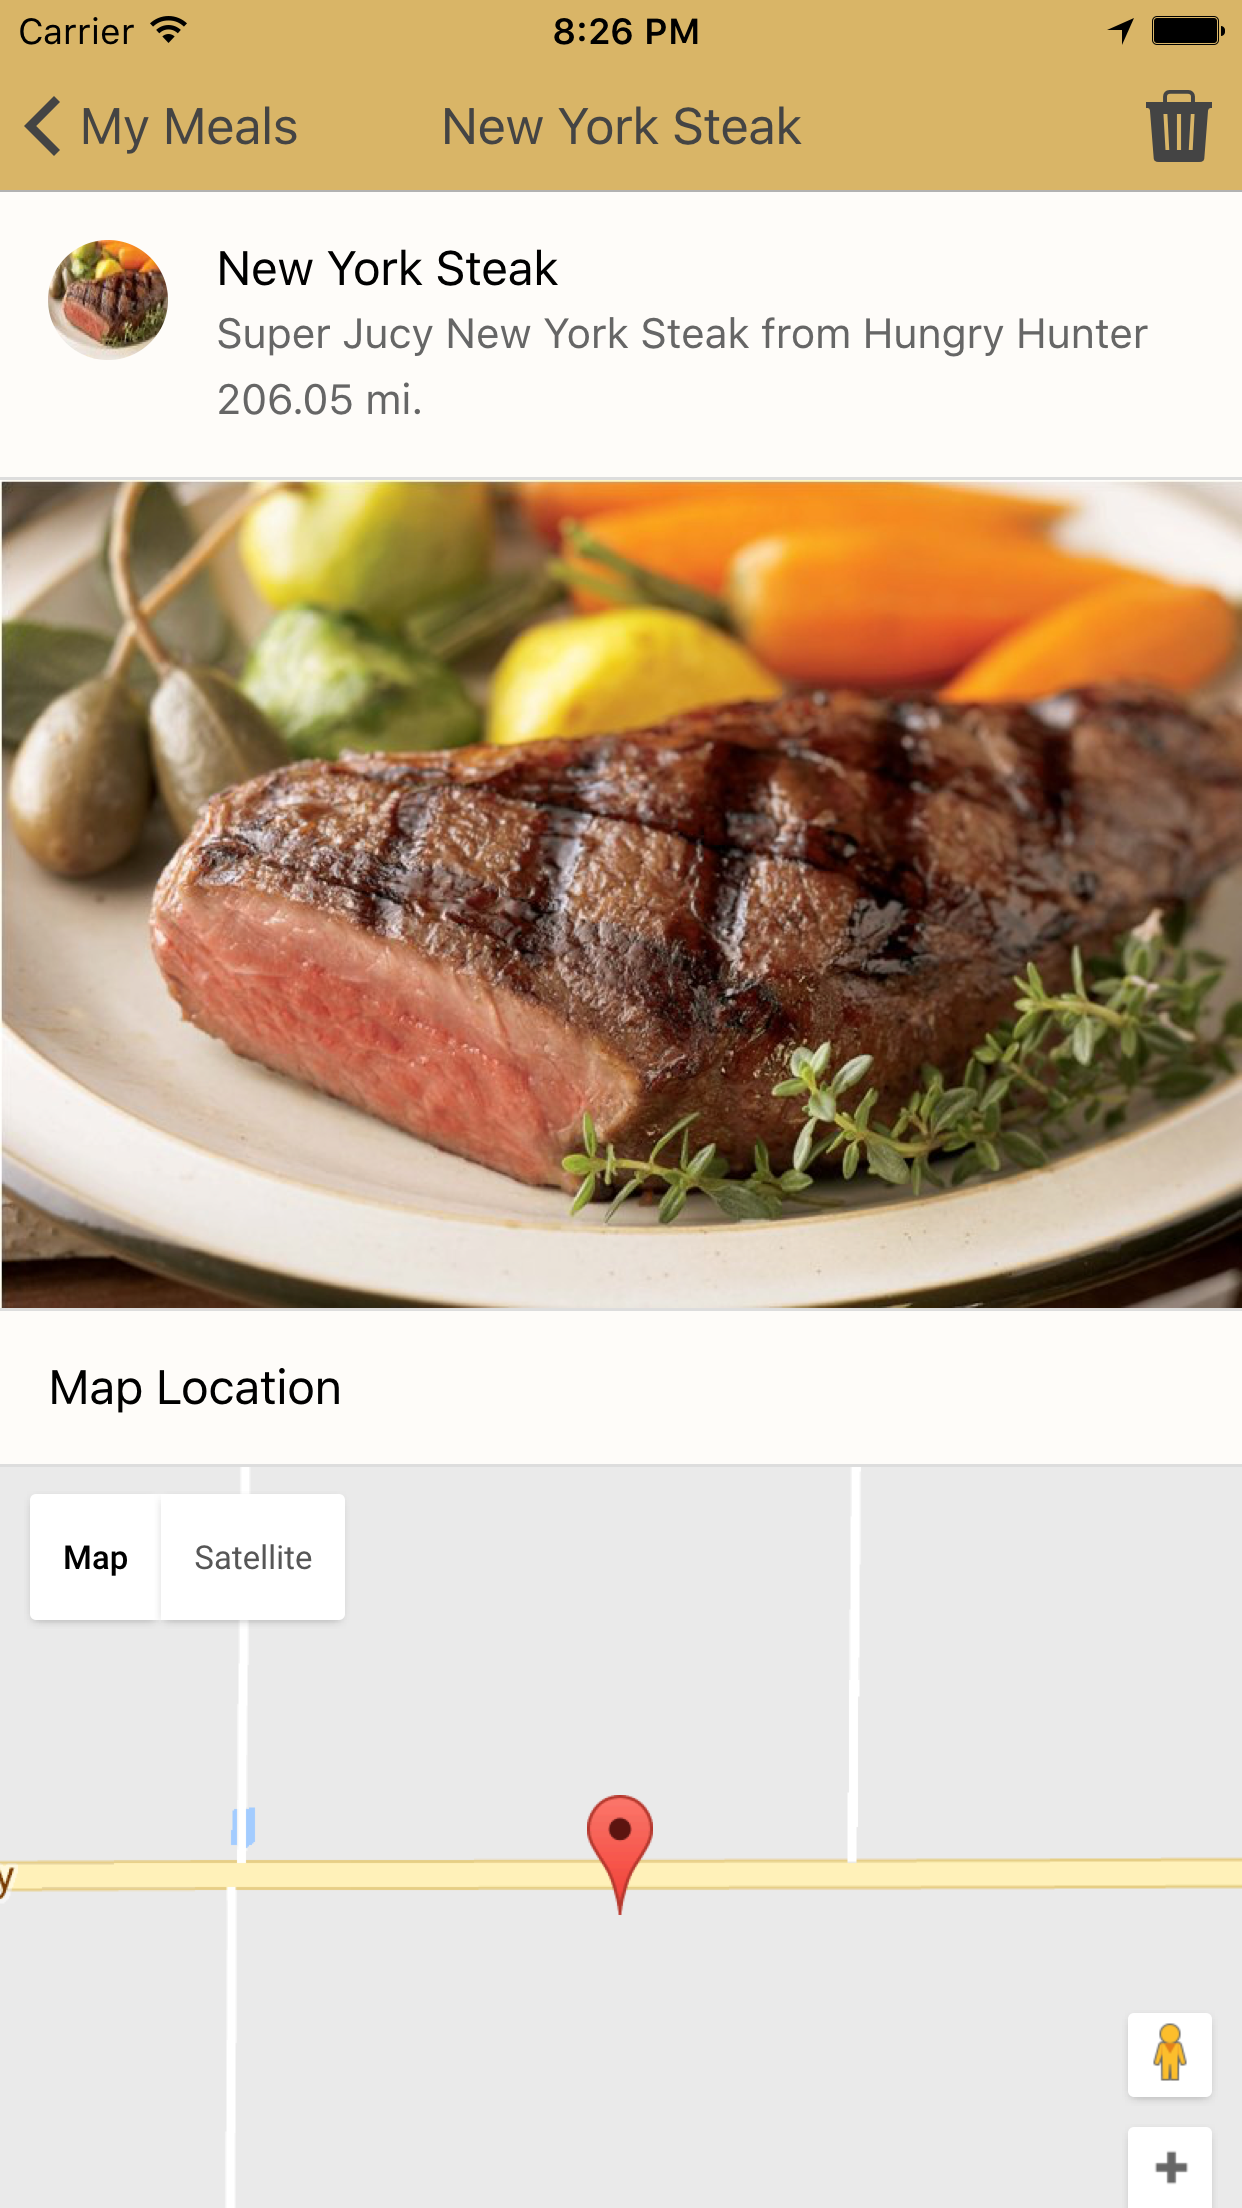 Carrier 8:26 PM
My Meals New York Steak
New York Steak
Super Jucy New York Steak from Hungry Hunter
206.05 mi.
Map Location
Map Satellite
y